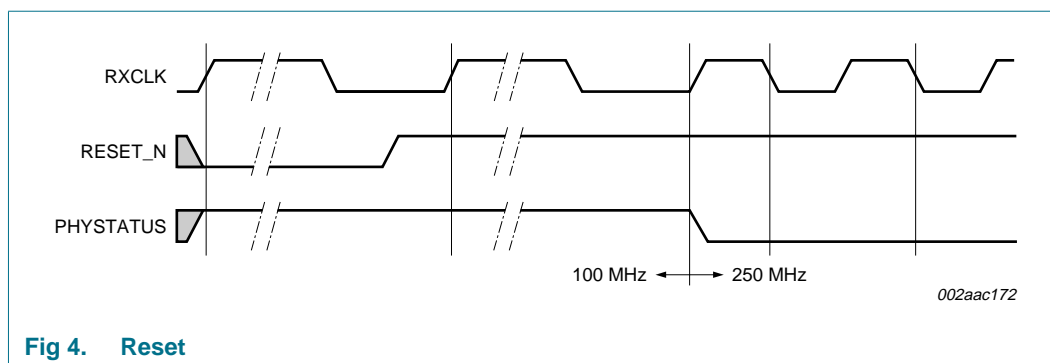 RXCLK
RESET_N
PHYSTATUS
100 MHz
250 MHz
002aac172
Fig 4. Reset